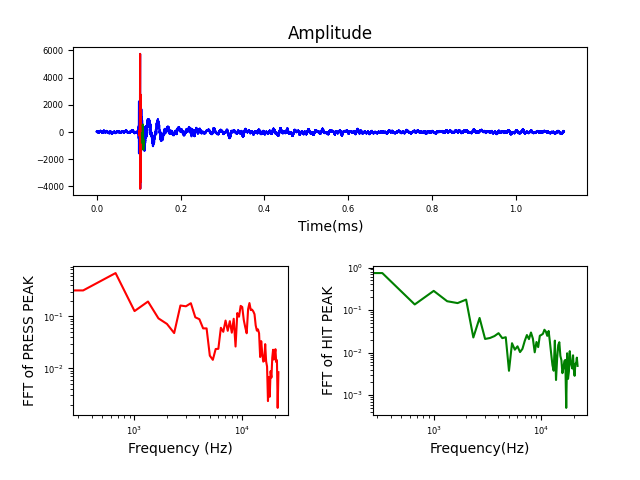 Amplitude
6000
4000
2000
0
−2000
−4000
0.0 0.2 0.4 0.6 0.8 1.0
Time(ms)
FFT of PRESS PEAK
10⁻¹
10⁻²
10³ 10⁴
Frequency (Hz)
FFT of HIT PEAK
10⁰
10⁻¹
10⁻²
10⁻³
10³ 10⁴
Frequency(Hz)